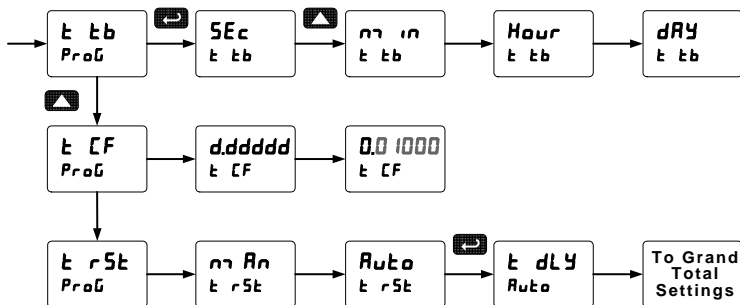 t tb
ProG
SEc
t tb
min
t tb
Hour
t tb
dAY
t tb
t CF
ProG
d.ddddd
t CF
0.01000
t CF
t rSt
ProG
mAn
t rSt
Auto
t rSt
t dLY
Auto
To Grand
Total
Settings